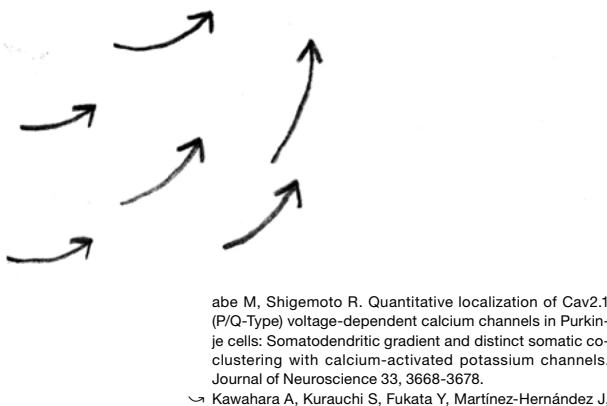 abe M, Shigemoto R. Quantitative localization of Cav2.1
(P/Q-Type) voltage-dependent calcium channels in Purkin-
je cells: Somatodendritic gradient and distinct somatic co-
clustering with calcium-activated potassium channels.
Journal of Neuroscience 33, 3668-3678.
Kawahara A, Kurauchi S, Fukata Y, Martínez-Hernández J,